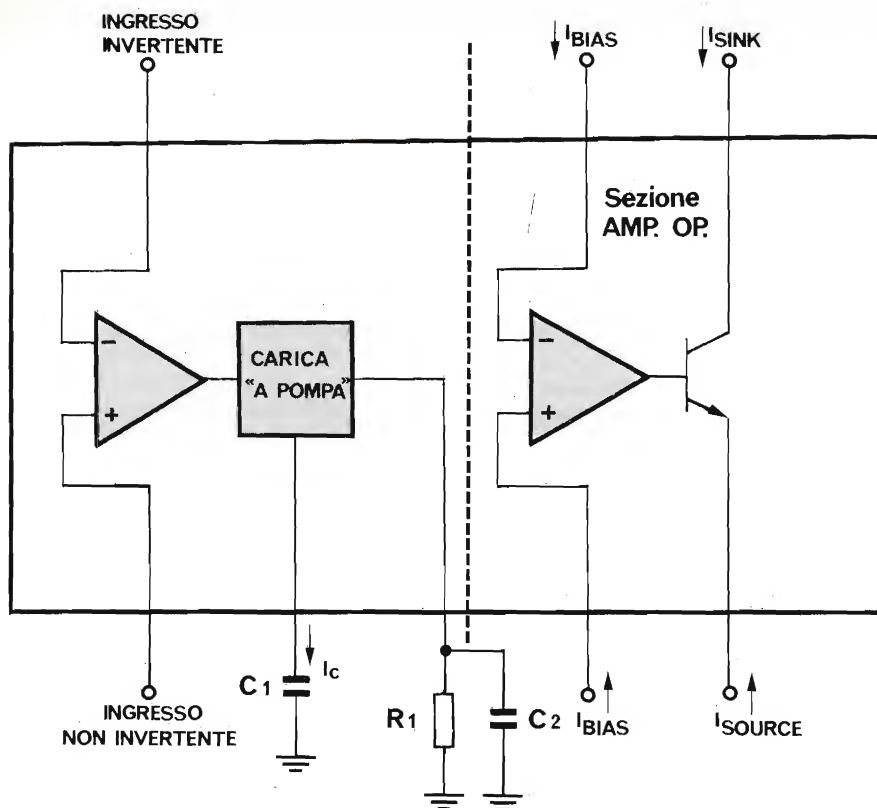 INGRESSO
INVERTENTE
IBIAS
ISINK
Sezione
AMP. OP.
−
+
CARICA
“A POMPA”
−
+
C1
IC
R1
C2
INGRESSO
NON INVERTENTE
IBIAS
ISOURCE